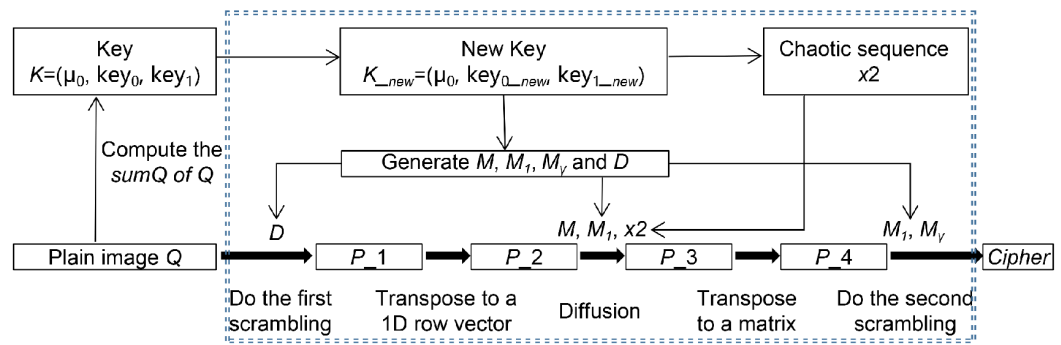 Key
K=(μ₀, key₀, key₁)
New Key
K_new=(μ₀, key₀_new, key₁_new)
Chaotic sequence
x2
Compute the
sumQ of Q
Generate M, M₁, Mᵧ and D
D
M, M₁, x2
M₁, Mᵧ
Plain image Q
P_1
P_2
P_3
P_4
Cipher
Do the first
scrambling
Transpose to a
1D row vector
Diffusion
Transpose
to a matrix
Do the second
scrambling